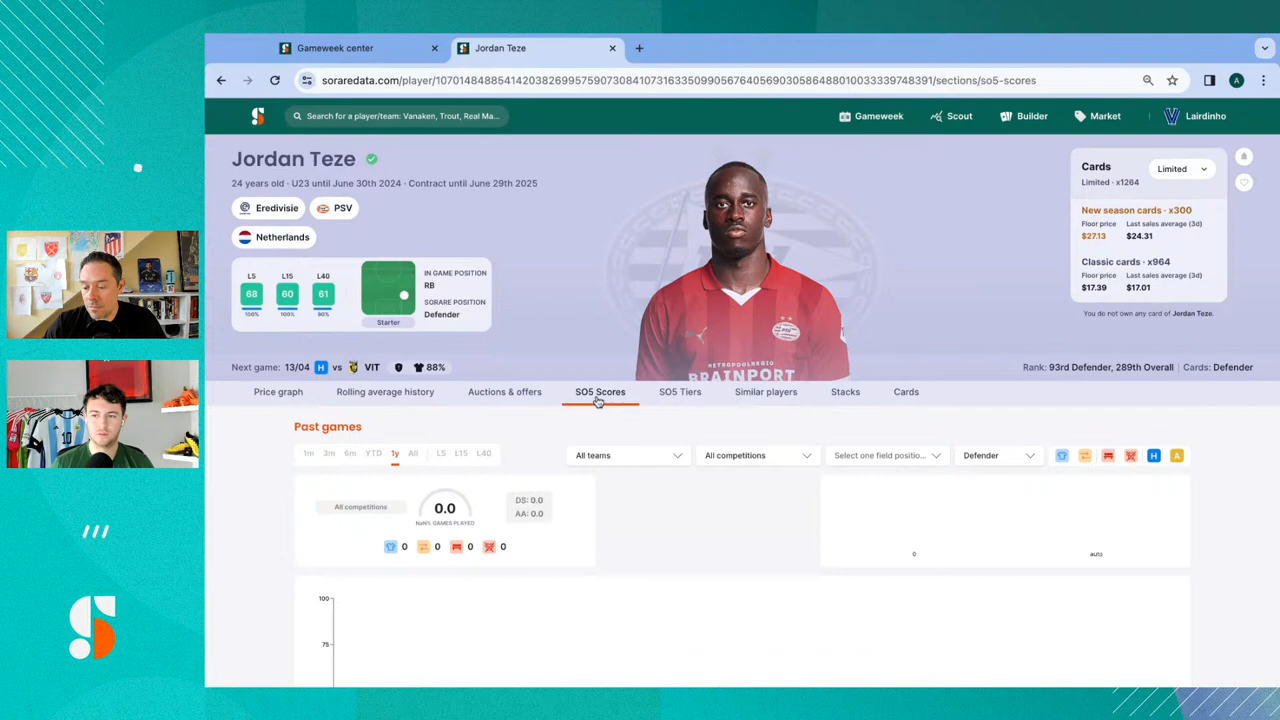 Gameweek center
Jordan Teze
soraredata.com/player/107014848854142038269957590730841073163350990567640569030586488010033339748391/sections/so5-scores
Search for a player/team: Vanaken, Trout, Real Ma...
Gameweek
Scout
Builder
Market
Lairdinho
Jordan Teze
24 years old · U23 until June 30th 2024 · Contract until June 29th 2025
Eredivisie
PSV
Netherlands
L5 L15 L40
68 60 61
100% 100% 90%
Starter
IN GAME POSITION
RB
SORARE POSITION
Defender
BRAINPORT
Cards
Limited · x1264
Limited
New season cards · x300
Floor price Last sales average (3d)
$27.13 $24.31
Classic cards · x964
Floor price Last sales average (3d)
$17.39 $17.01
You do not own any card of Jordan Teze.
Next game: 13/04 H vs VIT 88%
Rank: 93rd Defender, 289th Overall
Cards: Defender
Price graph
Rolling average history
Auctions & offers
SO5 Scores
SO5 Tiers
Similar players
Stacks
Cards
Past games
1m 3m 6m YTD 1y All L5 L15 L40
All teams
All competitions
Select one field positio...
Defender
H A
All competitions
0.0
NaN% GAMES PLAYED
DS: 0.0
AA: 0.0
0 0 0 0
0 auto
100
75